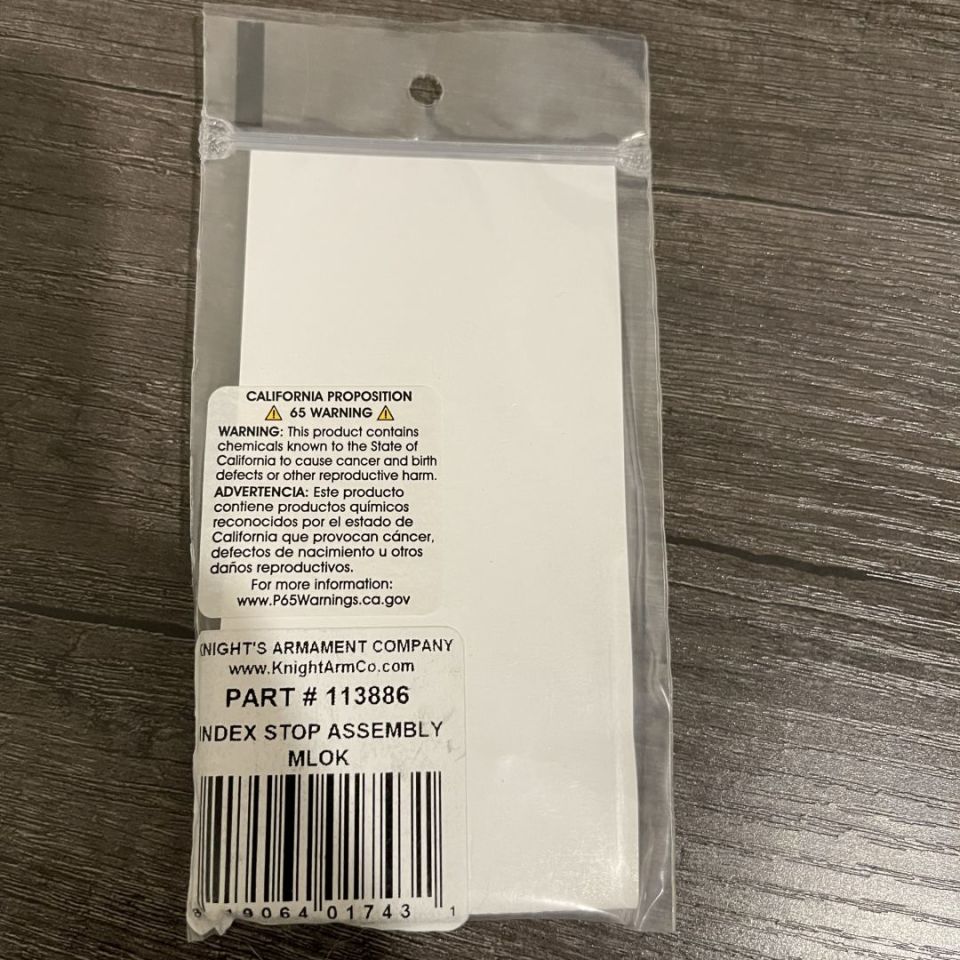 CALIFORNIA PROPOSITION
65 WARNING
WARNING: This product contains
chemicals known to the State of
California to cause cancer and birth
defects or other reproductive harm.
ADVERTENCIA: Este producto
contiene productos químicos
reconocidos por el estado de
California que provocan cáncer,
defectos de nacimiento u otros
daños reproductivos.
For more information:
www.P65Warnings.ca.gov
KNIGHT'S ARMAMENT COMPANY
www.KnightArmCo.com
PART # 113886
INDEX STOP ASSEMBLY
MLOK
8 19064 01743 1